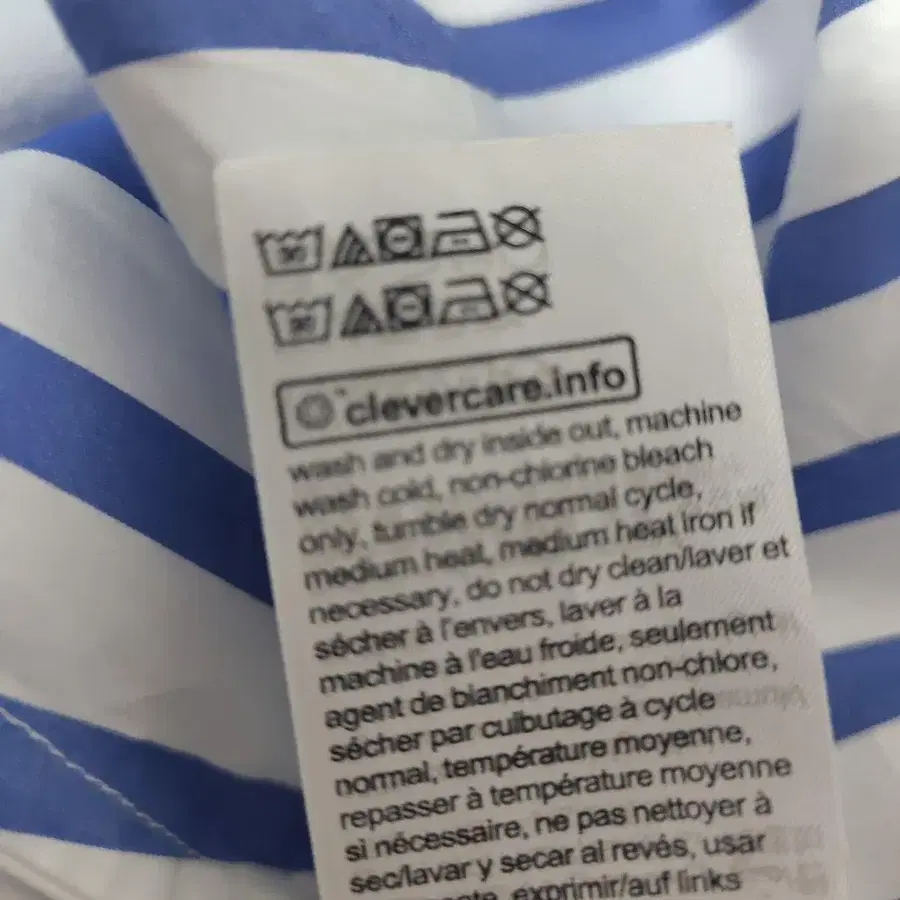 30
30
clevercare.info
wash and dry inside out, machine
wash cold, non-chlorine bleach
only, tumble dry normal cycle,
medium heat, medium heat iron if
necessary, do not dry clean/laver et
sécher à l'envers, laver à la
machine à l'eau froide, seulement
agent de blanchiment non-chlore,
sécher par culbutage à cycle
normal, température moyenne,
repasser à température moyenne
si nécessaire, ne pas nettoyer à
sec/lavar y secar al revés, usar
exprimir/auf links